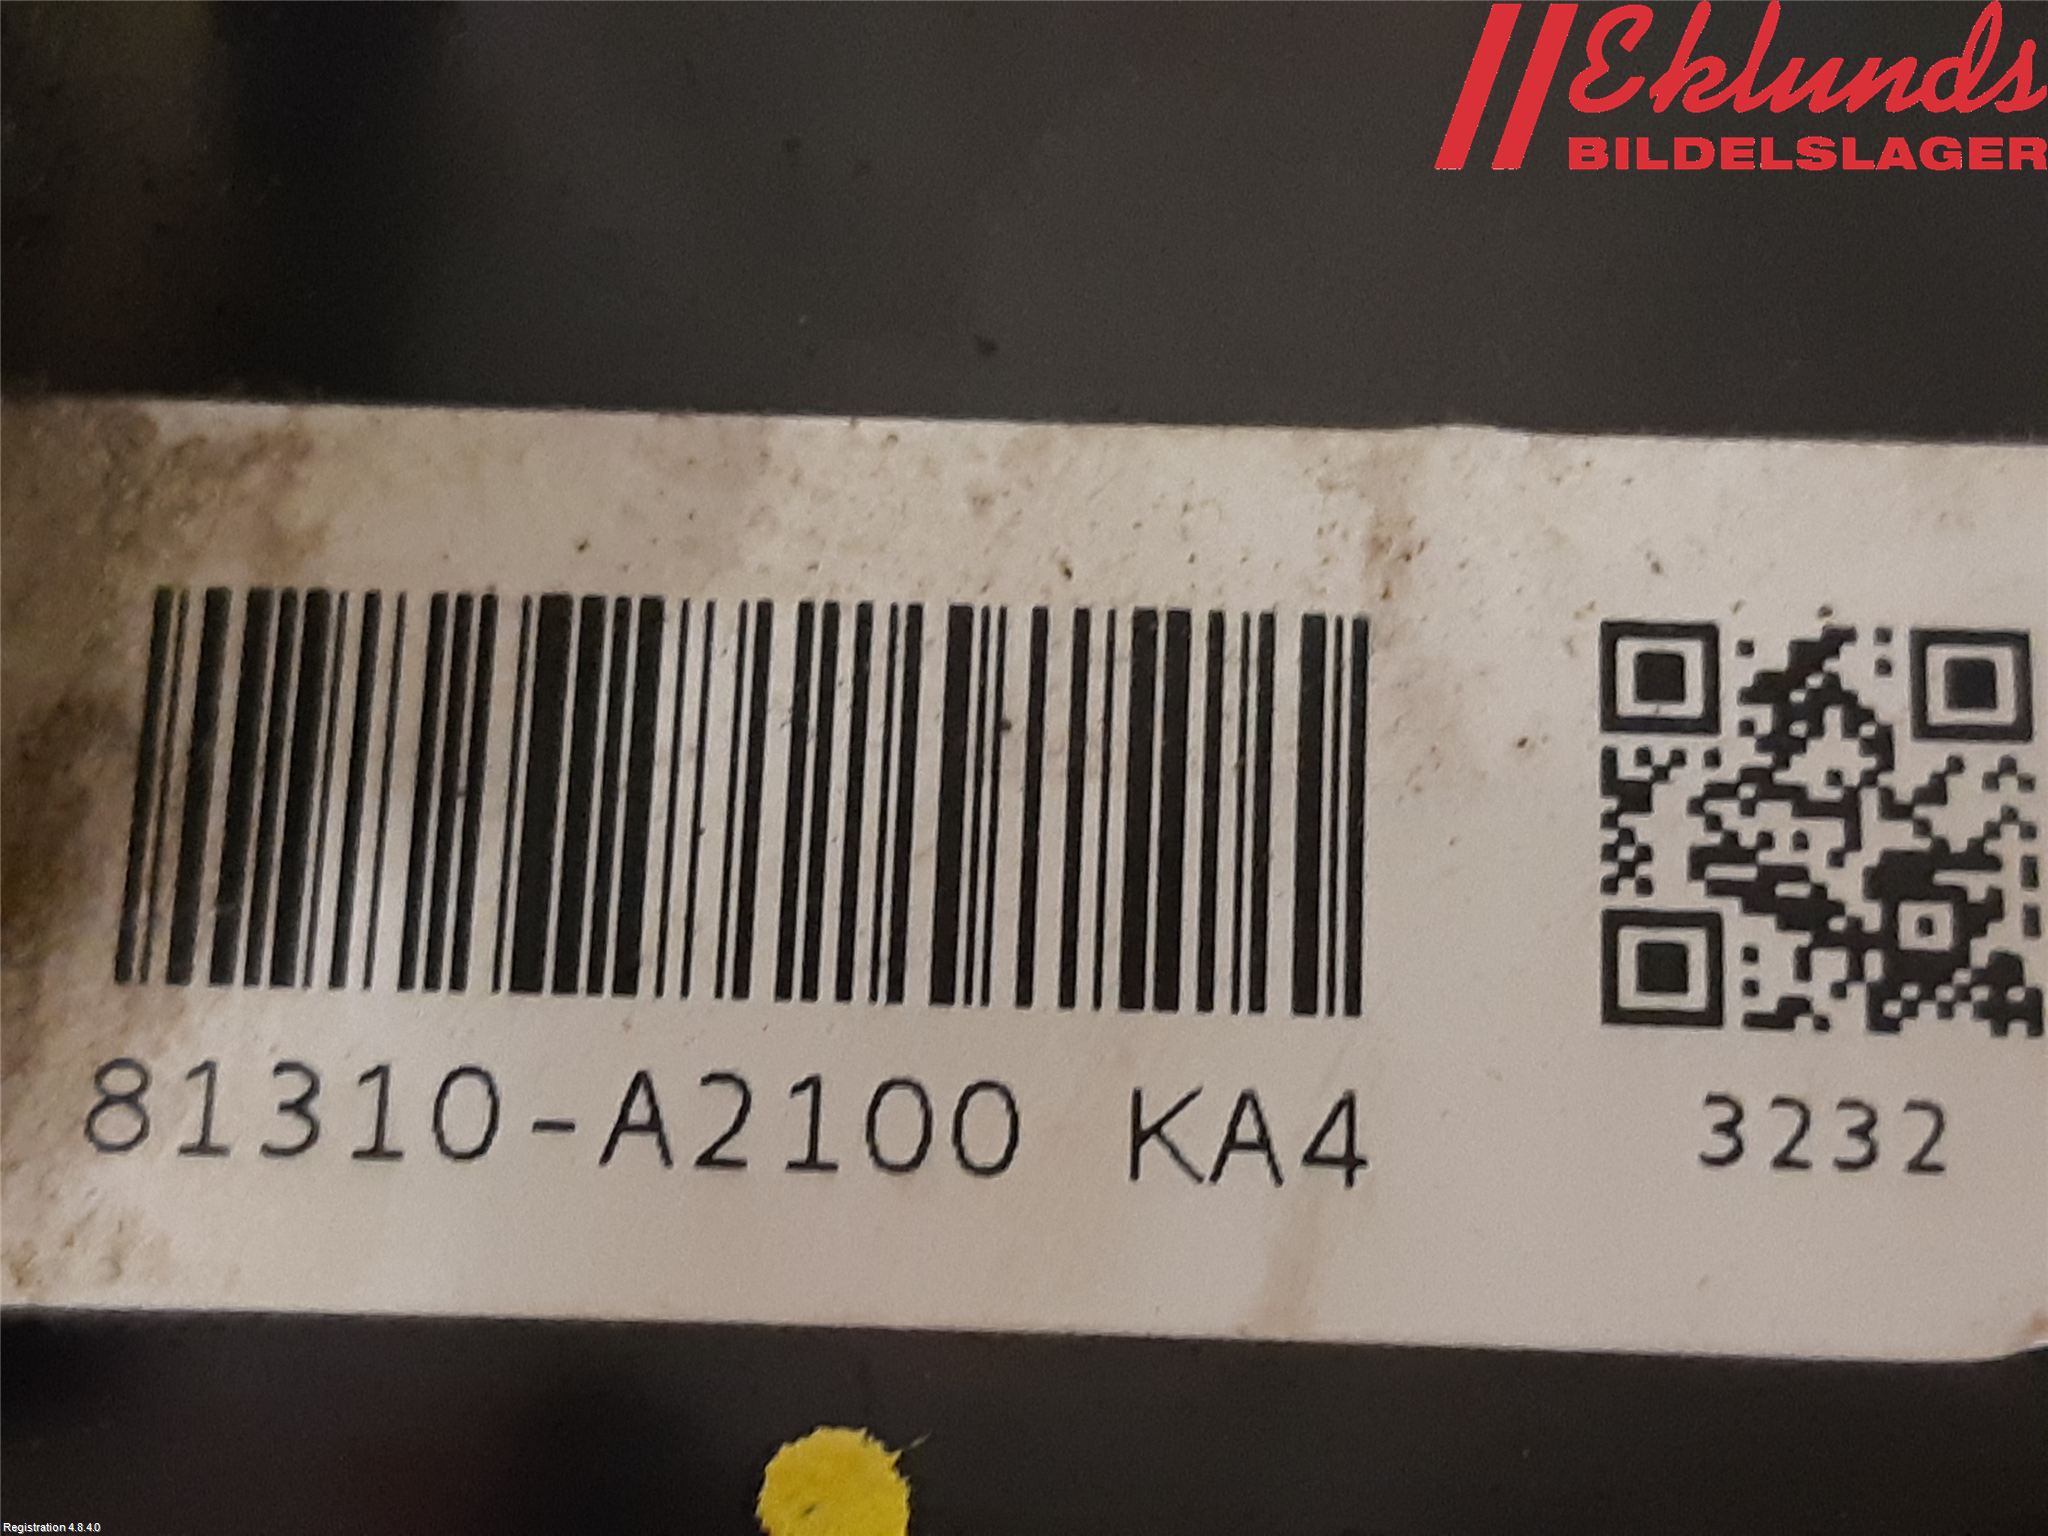 Eklunds
BILDELSLAGER
81310-A2100 KA4
3232
Registration 4.8.4.0